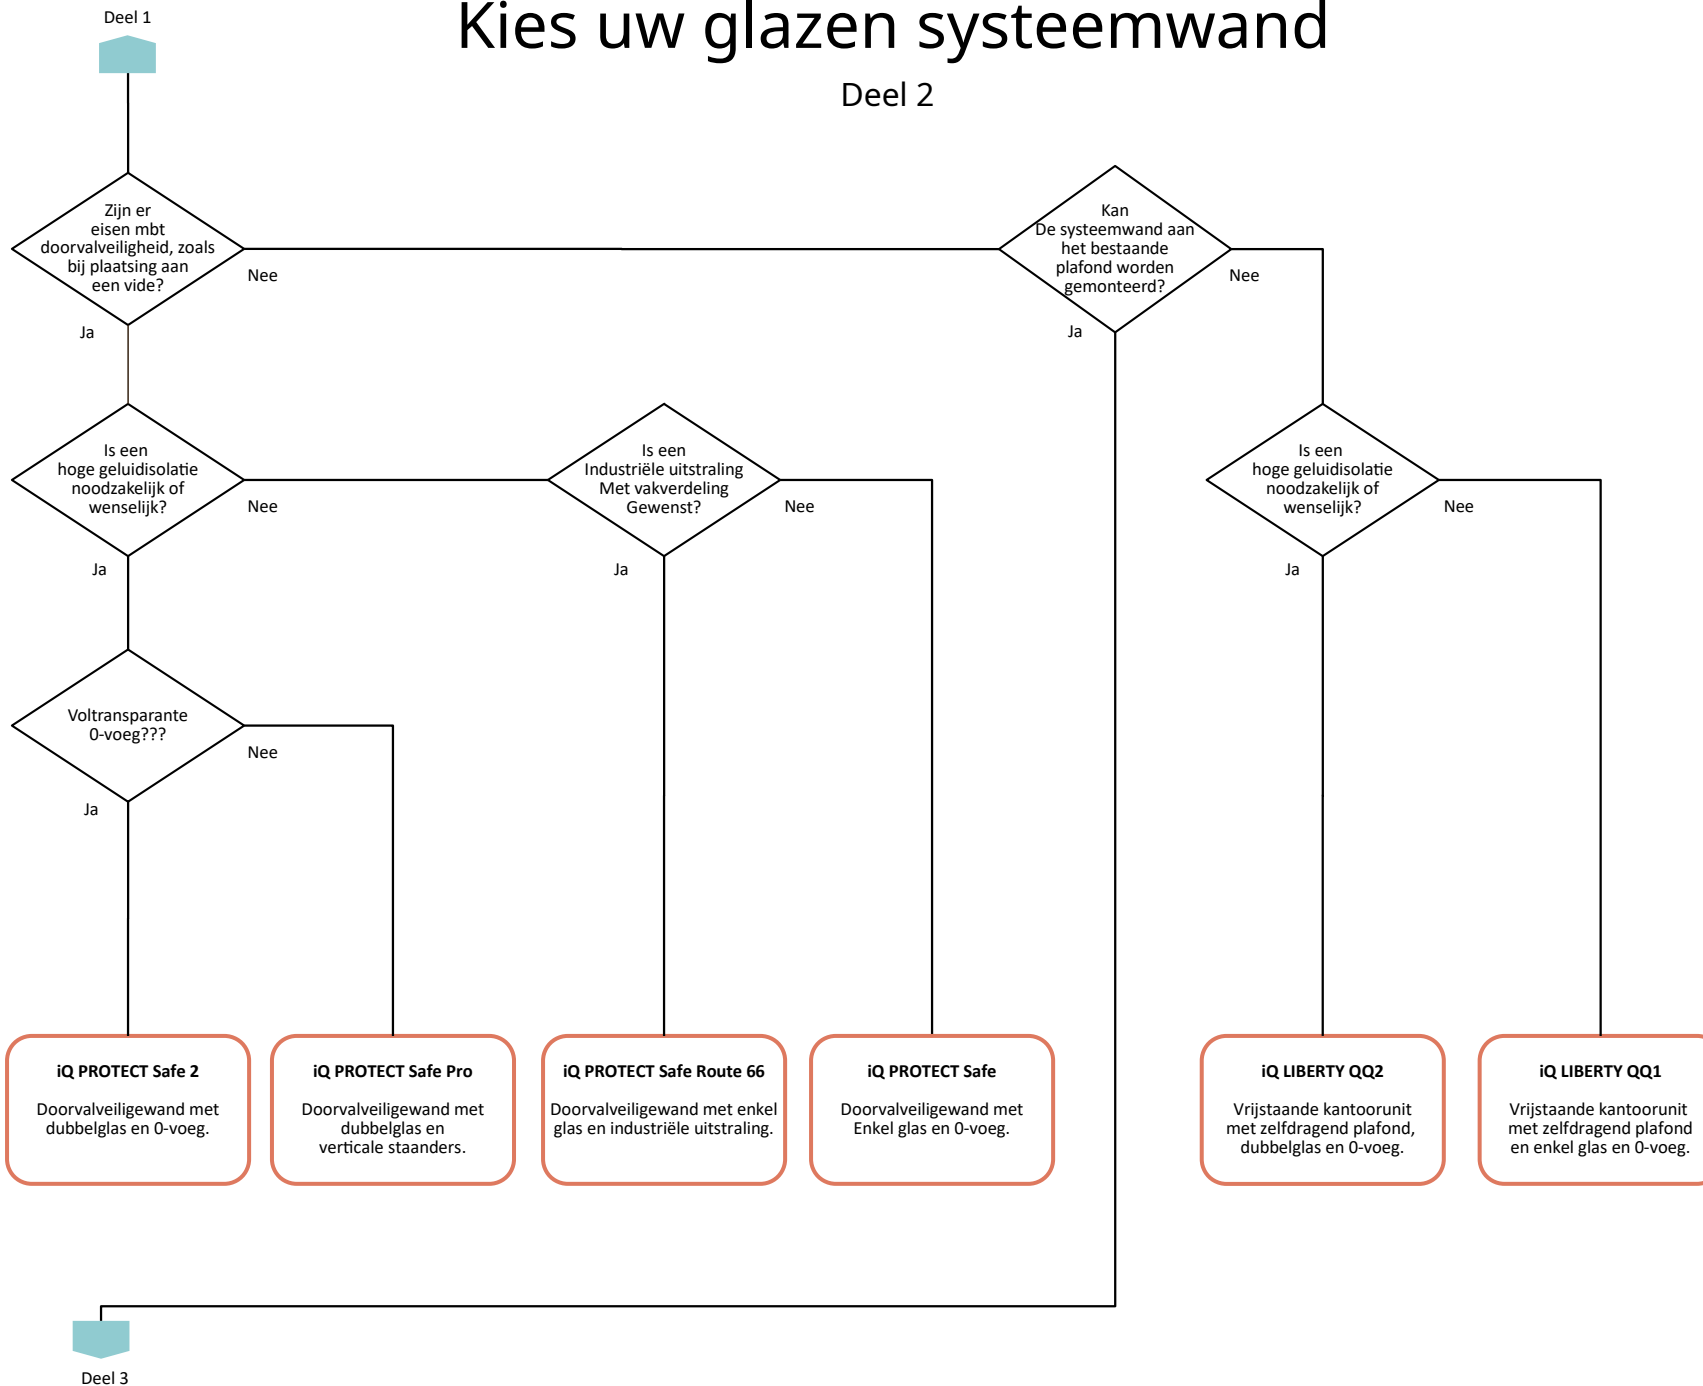 Deel 1
Kies uw glazen systeemwand
Deel 2
Zijn er
eisen mbt
doorvalveiligheid, zoals
bij plaatsing aan
een vide?
Nee
Ja
Kan
De systeemwand aan
het bestaande
plafond worden
gemonteerd?
Nee
Ja
Is een
hoge geluidisolatie
noodzakelijk of
wenselijk?
Nee
Ja
Is een
Industriële uitstraling
Met vakverdeling
Gewenst?
Nee
Ja
Is een
hoge geluidisolatie
noodzakelijk of
wenselijk?
Nee
Ja
Voltransparante
0-voeg???
Nee
Ja
iQ PROTECT Safe 2
Doorvalveiligewand met
dubbelglas en 0-voeg.
iQ PROTECT Safe Pro
Doorvalveiligewand met
dubbelglas en
verticale staanders.
iQ PROTECT Safe Route 66
Doorvalveiligewand met enkel
glas en industriële uitstraling.
iQ PROTECT Safe
Doorvalveiligewand met
Enkel glas en 0-voeg.
iQ LIBERTY QQ2
Vrijstaande kantoorunit
met zelfdragend plafond,
dubbelglas en 0-voeg.
iQ LIBERTY QQ1
Vrijstaande kantoorunit
met zelfdragend plafond
en enkel glas en 0-voeg.
Deel 3